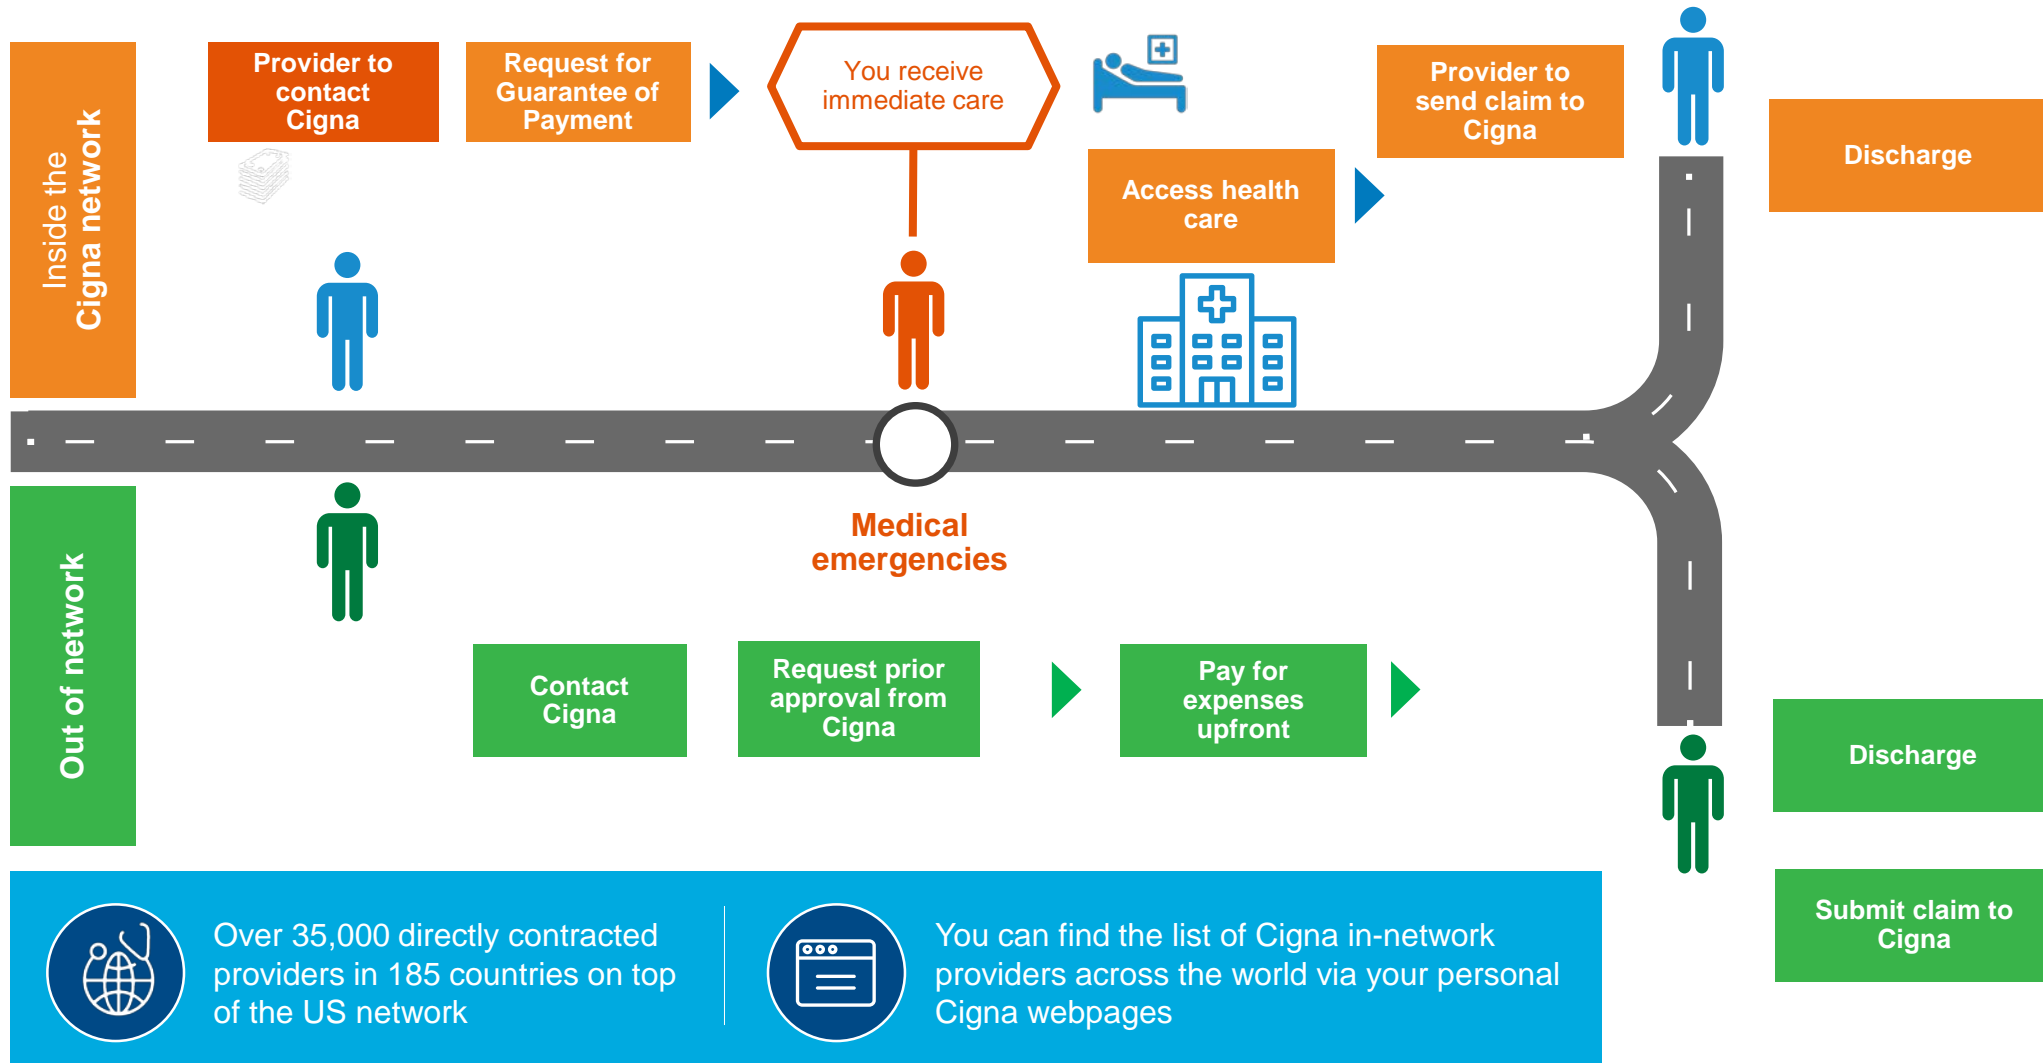 Inside the
Cigna network
Provider to
contact
Cigna
Request for
Guarantee of
Payment
You receive
immediate care
Access health
care
Provider to
send claim to
Cigna
Discharge
Medical
emergencies
Out of network
Contact
Cigna
Request prior
approval from
Cigna
Pay for
expenses
upfront
Discharge
Submit claim to
Cigna
Over 35,000 directly contracted
providers in 185 countries on top
of the US network
You can find the list of Cigna in-network
providers across the world via your personal
Cigna webpages